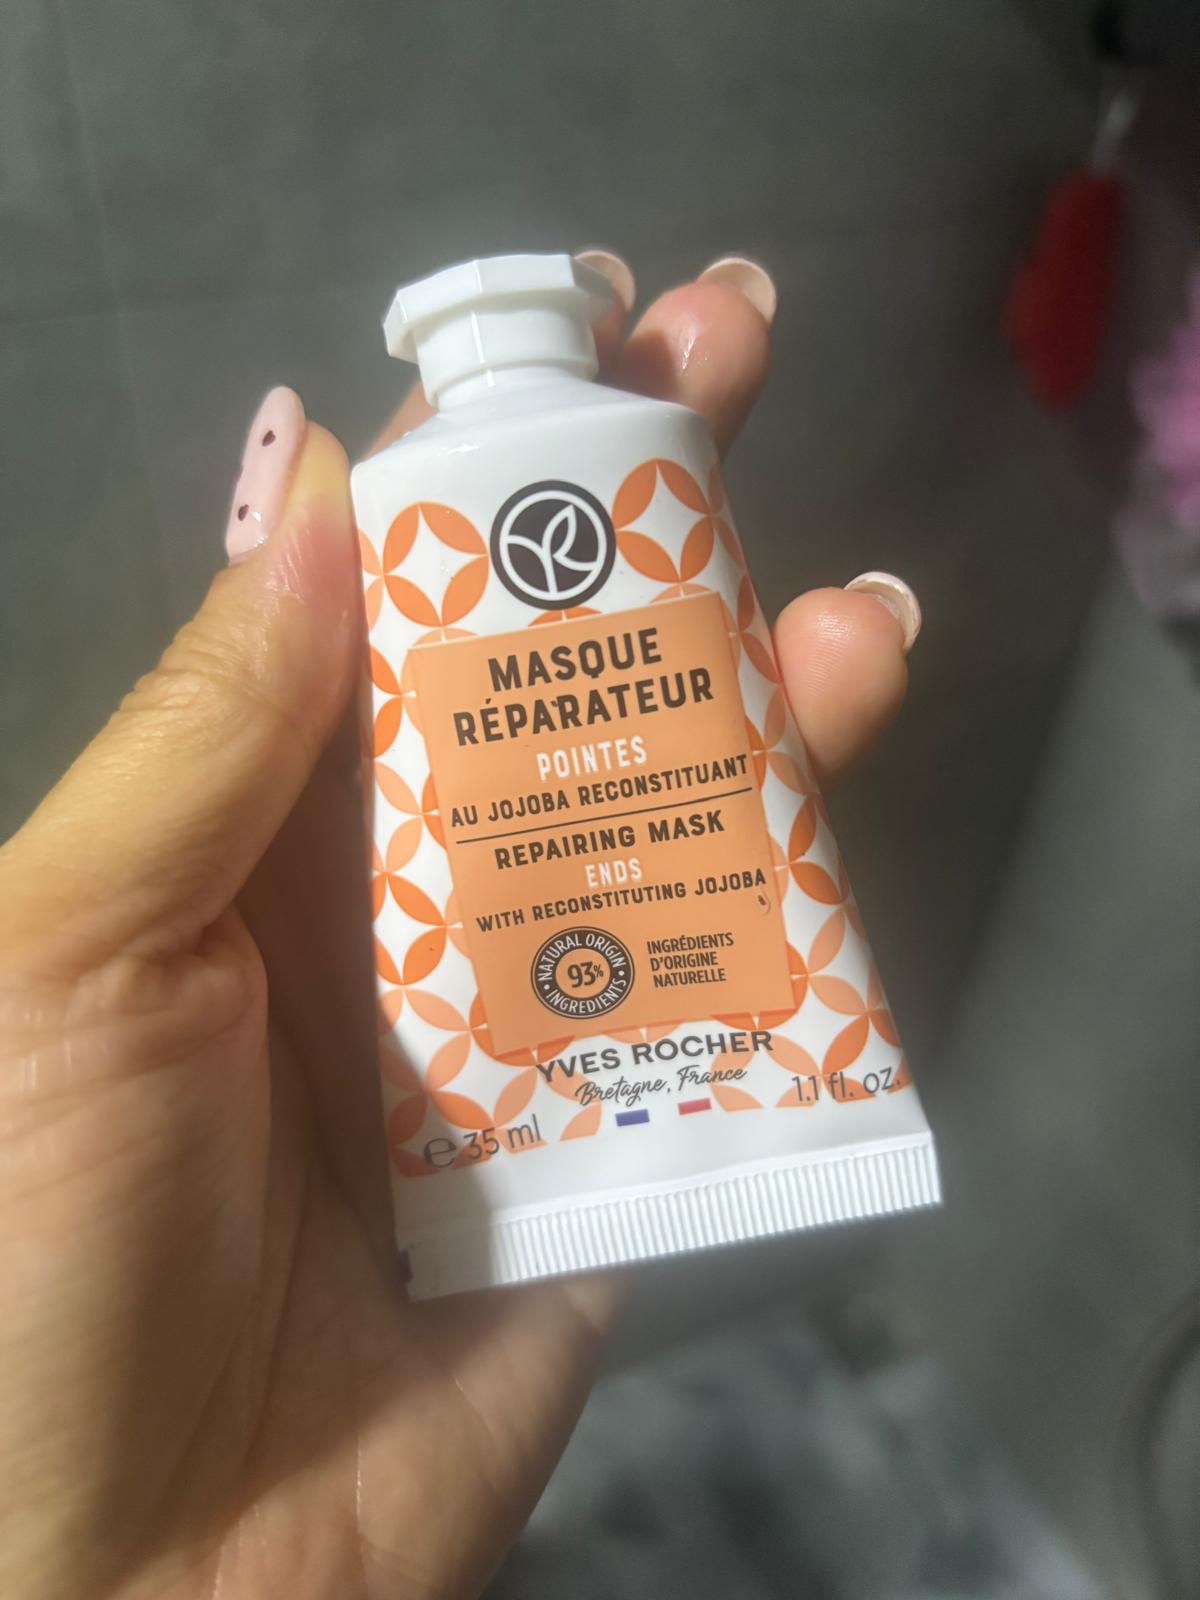 MASQUE
RÉPARATEUR
POINTES
AU JOJOBA RECONSTITUANT
REPAIRING MASK
ENDS
WITH RECONSTITUTING JOJOBA
NATURAL ORIGIN
93%
INGREDIENTS
INGRÉDIENTS
D'ORIGINE
NATURELLE
YVES ROCHER
Bretagne, France
℮ 35 ml
1.1 fl. oz.